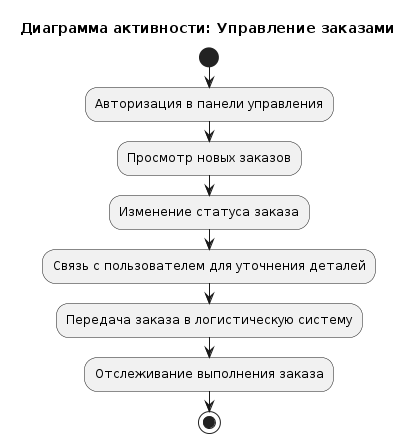 Диаграмма активности: Управление заказами
Авторизация в панели управления
Просмотр новых заказов
Изменение статуса заказа
Связь с пользователем для уточнения деталей
Передача заказа в логистическую систему
Отслеживание выполнения заказа